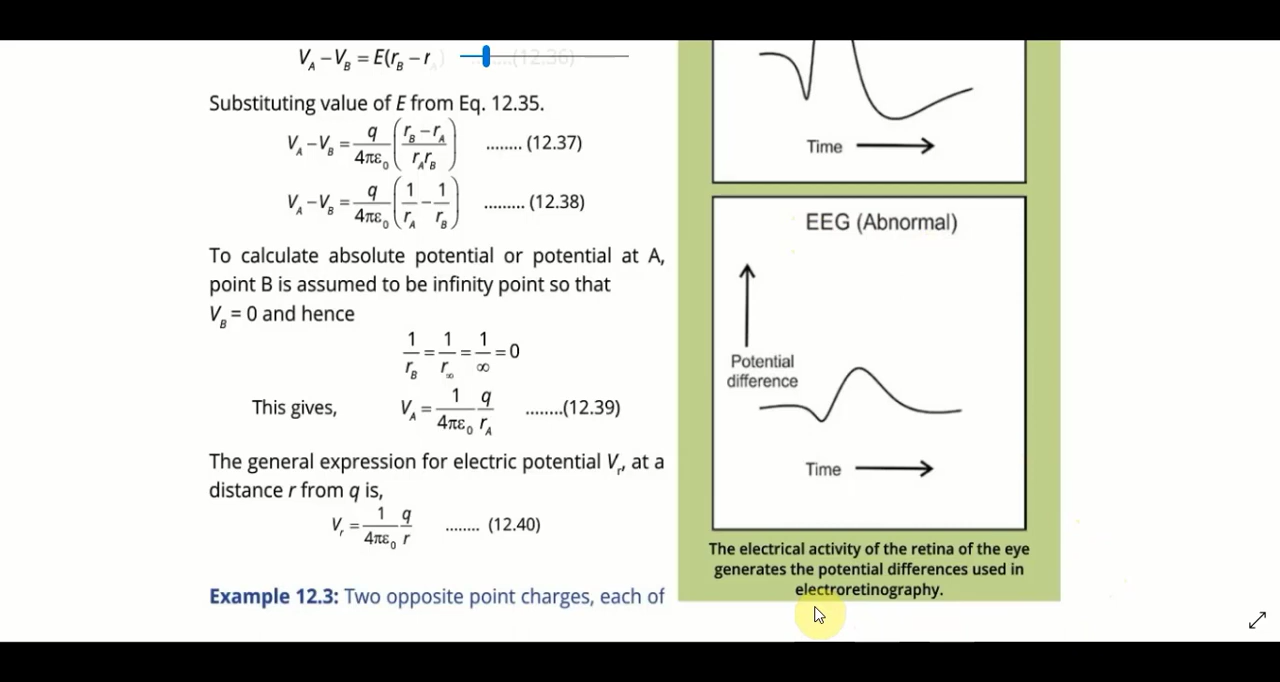 V_A – V_B = E(r_B – r_A) ........(12.36)
Substituting value of E from Eq. 12.35.
V_A – V_B = q/4πε₀ ((r_B – r_A)/(r_A r_B)) ........ (12.37)
V_A – V_B = q/4πε₀ (1/r_A – 1/r_B) ......... (12.38)
To calculate absolute potential or potential at A,
point B is assumed to be infinity point so that
V_B = 0 and hence
1/r_B = 1/r_∞ = 1/∞ = 0
This gives, V_A = 1/4πε₀ q/r_A ........(12.39)
The general expression for electric potential V_r, at a
distance r from q is,
V_r = 1/4πε₀ q/r ........ (12.40)
Example 12.3: Two opposite point charges, each of
Time
EEG (Abnormal)
Potential
difference
Time
The electrical activity of the retina of the eye
generates the potential differences used in
electroretinography.